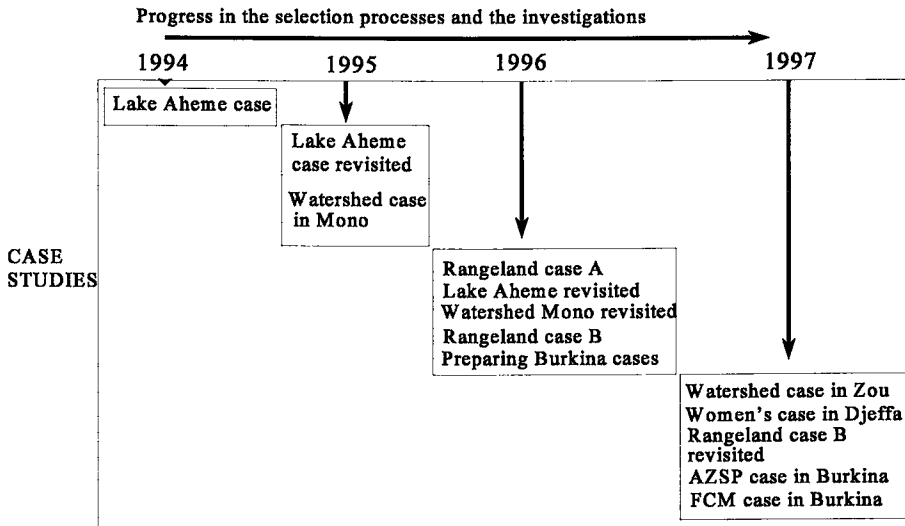 Progress in the selection processes and the investigations
1994
1995
1996
1997
Lake Aheme case
Lake Aheme
case revisited
Watershed case
in Mono
CASE
STUDIES
Rangeland case A
Lake Aheme revisited
Watershed Mono revisited
Rangeland case B
Preparing Burkina cases
Watershed case in Zou
Women's case in Djeffa
Rangeland case B
revisited
AZSP case in Burkina
FCM case in Burkina